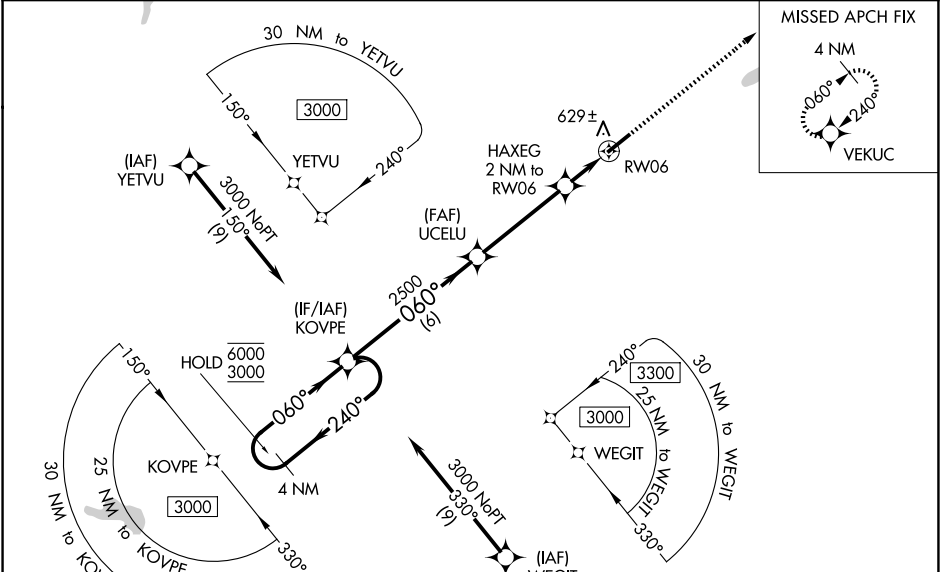 MISSED APCH FIX
4 NM
060°
240°
VEKUC
30 NM to YETVU
150°
3000
240°
YETVU
(IAF)
YETVU
3000 NoPT
150°
(9)
629±
HAXEG
2 NM to
RW06
RW06
(FAF)
UCELU
2500
060°
(6)
(IF/IAF)
KOVPE
HOLD
6000
3000
060°
240°
4 NM
150°
KOVPE
3000
330°
25 NM to KOVPE
30 NM to
3000 NoPT
330°
(9)
(IAF)
240°
3300
3000
WEGIT
330°
25 NM to WEGIT
30 NM to WEGIT